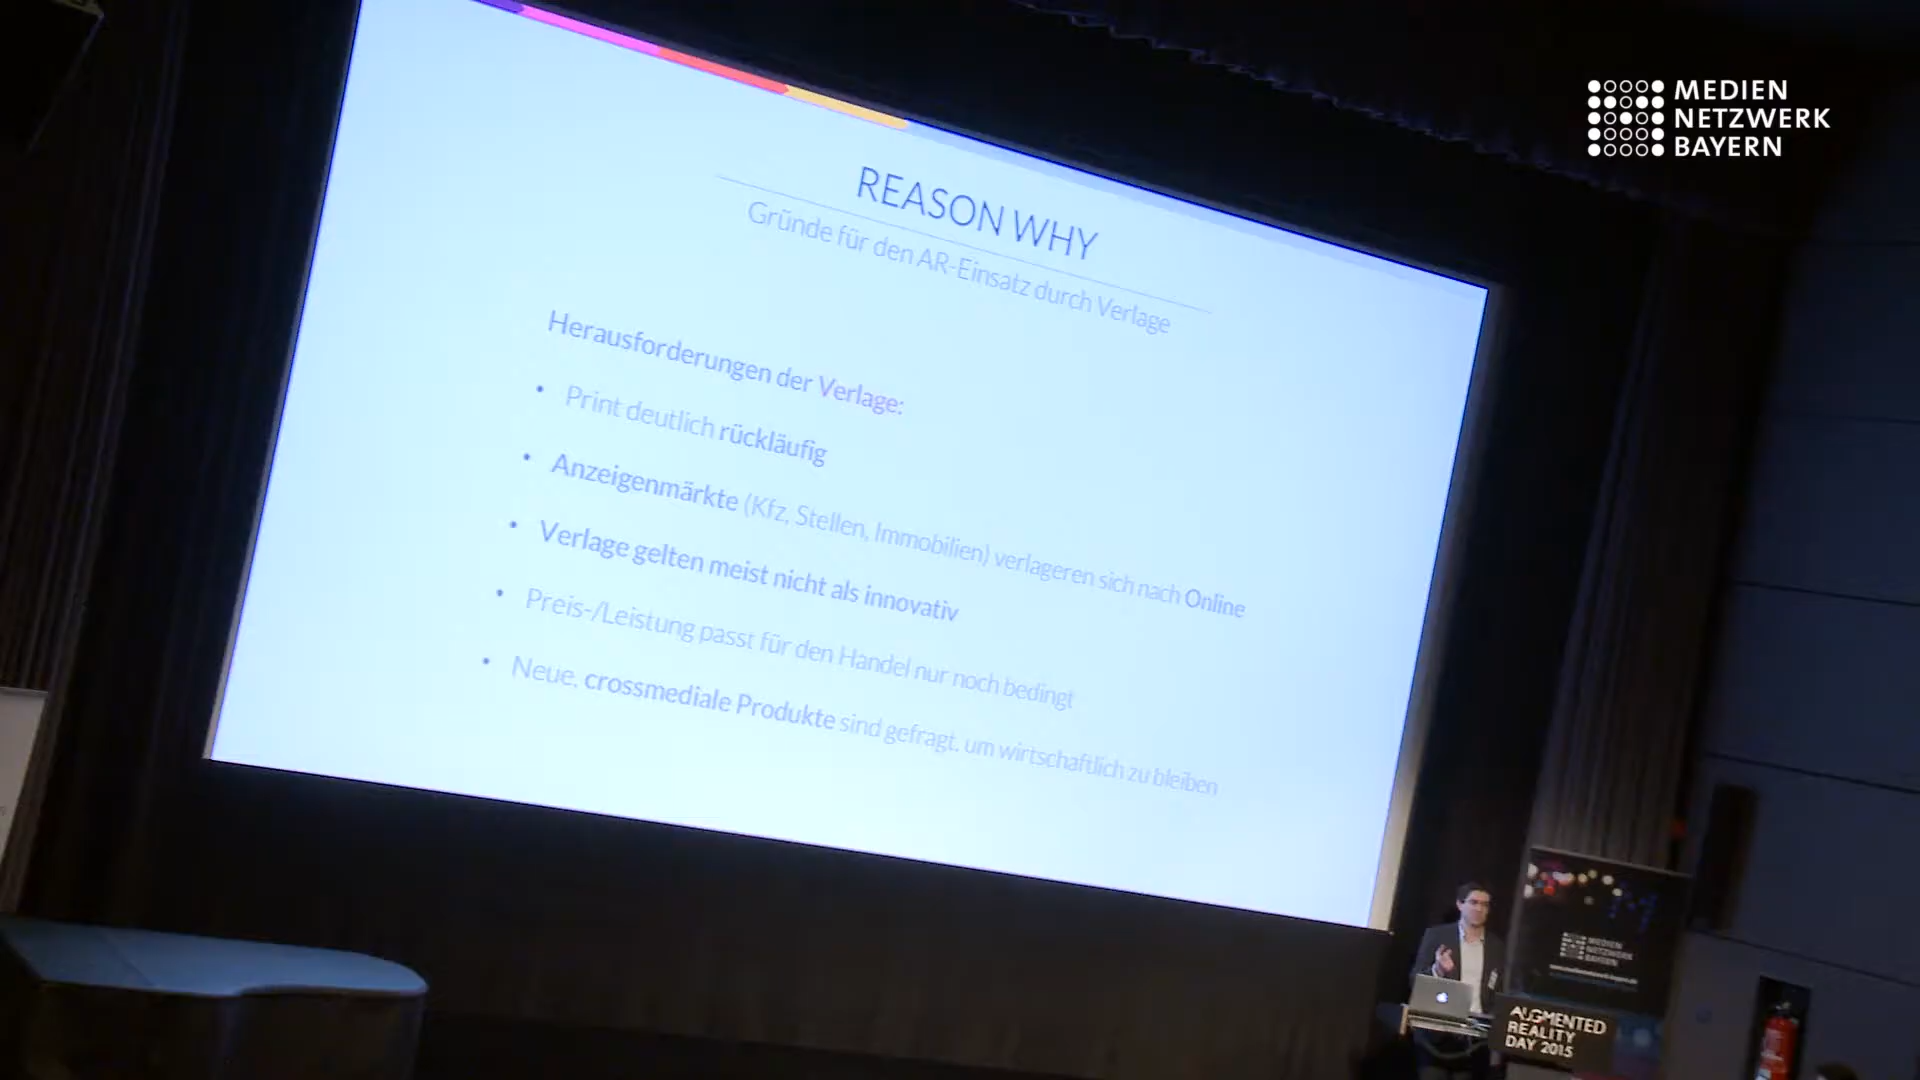 MEDIEN
NETZWERK
BAYERN
REASON WHY
Gründe für den AR-Einsatz durch Verlage
Herausforderungen der Verlage:
• Print deutlich rückläufig
• Anzeigenmärkte (Kfz, Stellen, Immobilien) verlageren sich nach Online
• Verlage gelten meist nicht als innovativ
• Preis-/Leistung passt für den Handel nur noch bedingt
• Neue, crossmediale Produkte sind gefragt, um wirtschaftlich zu bleiben
MEDIEN
NETZWERK
BAYERN
AUGMENTED
REALITY
DAY 2015